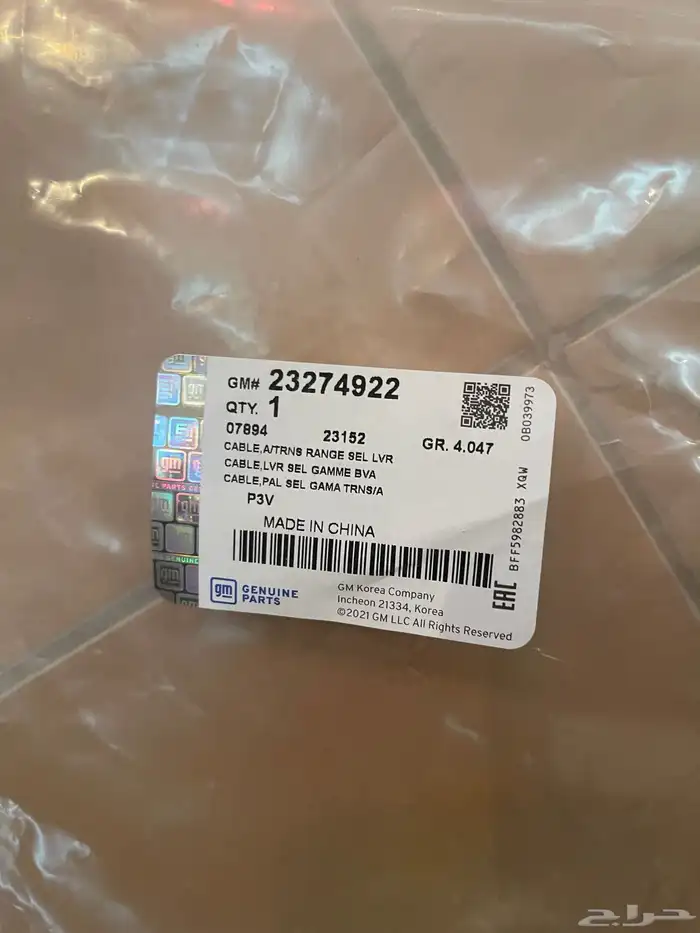 GM# 23274922
QTY. 1
07894 23152 GR. 4.047
CABLE,A/TRNS RANGE SEL LVR
CABLE,LVR SEL GAMME BVA
CABLE,PAL SEL GAMA TRNS/A
P3V
MADE IN CHINA
gm GENUINE
PARTS
GM Korea Company
Incheon 21334, Korea
©2021 GM LLC All Rights Reserved
EAC
BFF5982883 XQW 0B039973
حراج